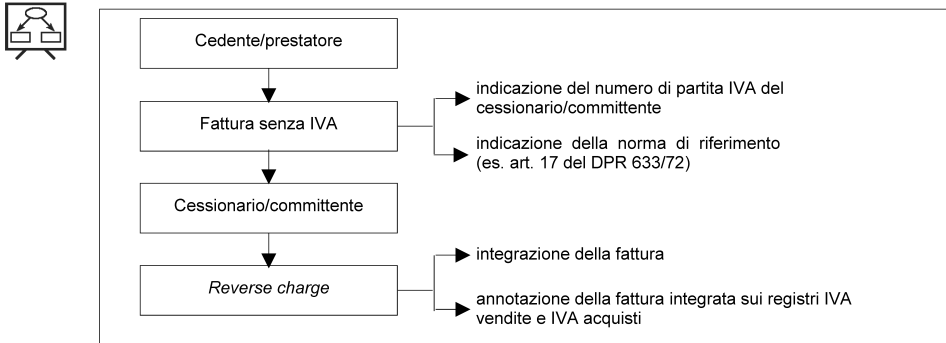 Cedente/prestatore
Fattura senza IVA
indicazione del numero di partita IVA del
cessionario/committente
indicazione della norma di riferimento
(es. art. 17 del DPR 633/72)
Cessionario/committente
Reverse charge
integrazione della fattura
annotazione della fattura integrata sui registri IVA
vendite e IVA acquisti